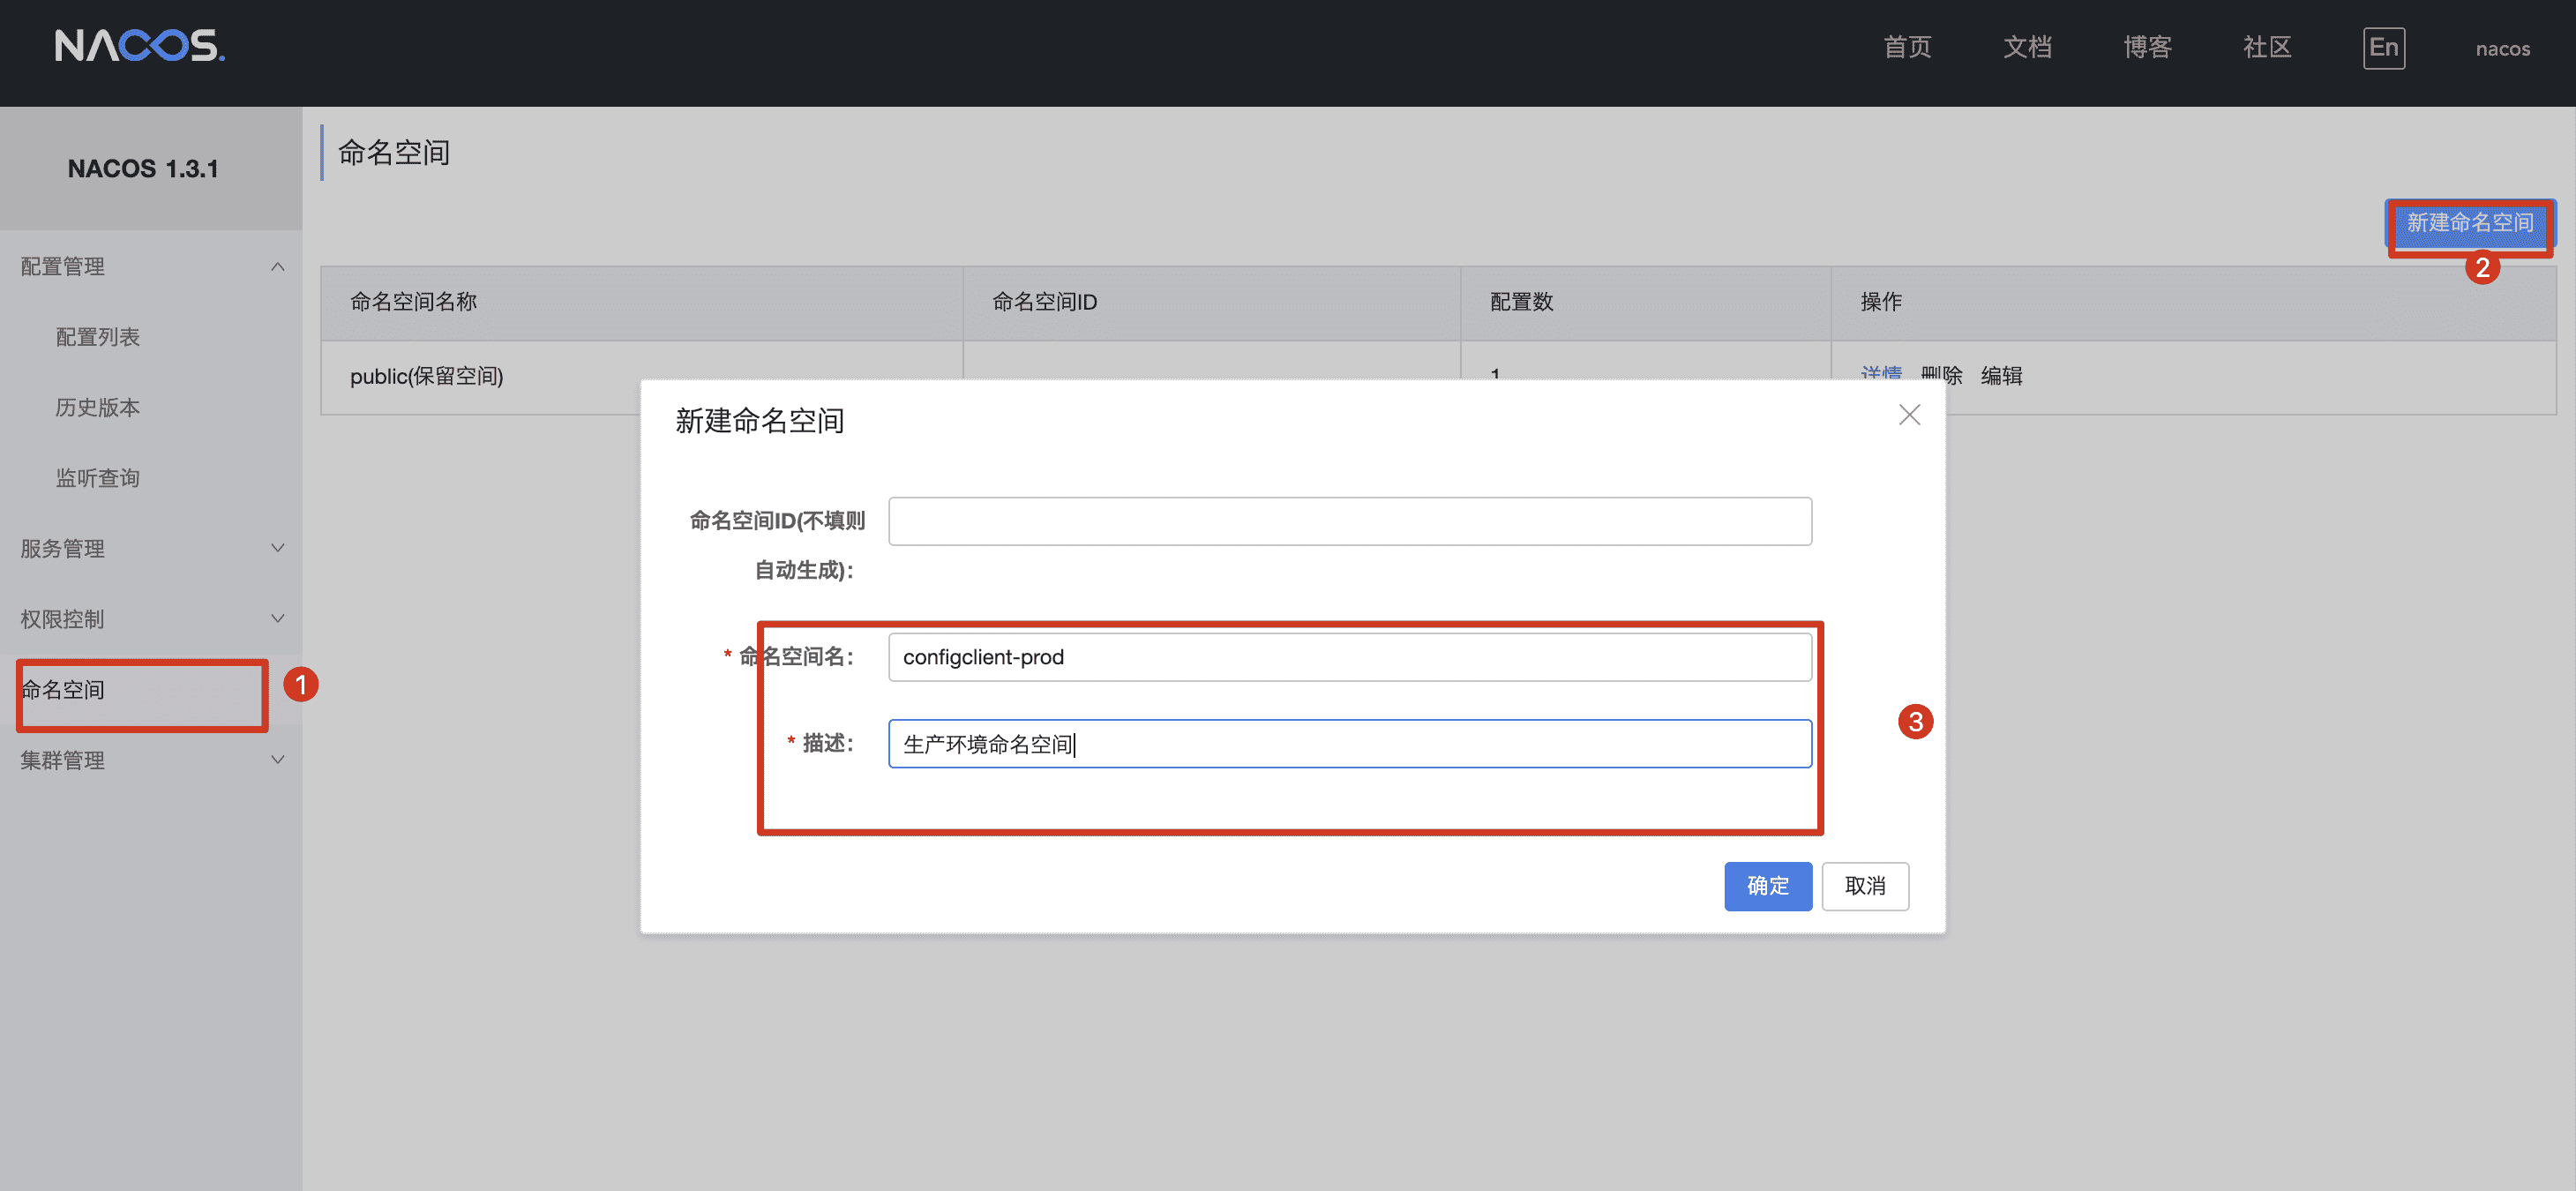 NACOS.
首页 文档 博客 社区 En nacos
NACOS 1.3.1
配置管理
配置列表
历史版本
监听查询
服务管理
权限控制
命名空间 1
集群管理
命名空间
新建命名空间
2
命名空间名称 命名空间ID 配置数 操作
public(保留空间) 1 详情 删除 编辑
新建命名空间
命名空间ID(不填则
自动生成):
* 命名空间名: configclient-prod
* 描述: 生产环境命名空间
3
确定 取消